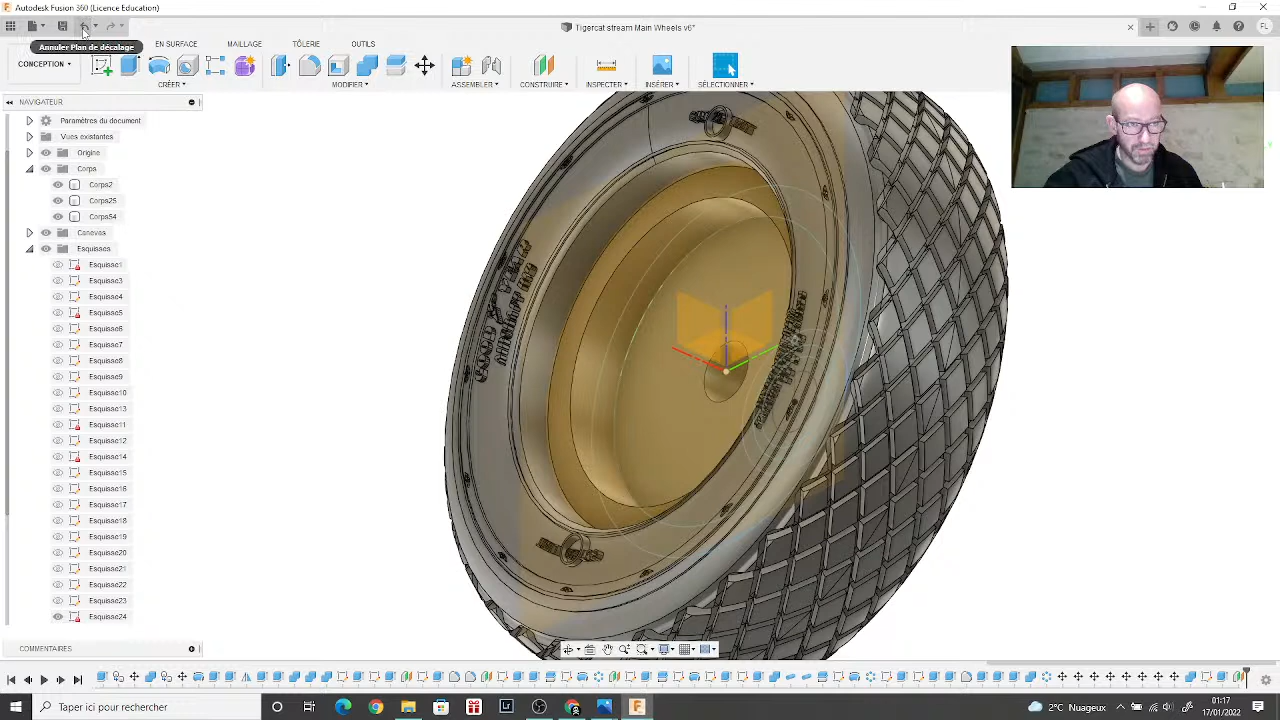 Autodesk Fusion 360 (Licence Education)
Tigercat stream Main Wheels v6*
FL
Annuler Plan de décalage
EN SURFACE
MAILLAGE
TÔLERIE
OUTILS
CONCEPTION
CRÉER
MODIFIER
ASSEMBLER
CONSTRUIRE
INSPECTER
INSÉRER
SÉLECTIONNER
NAVIGATEUR
Paramètres du document
Vues existantes
Origine
Corps
Corps2
Corps25
Corps54
Canevas
Esquisses
Esquisse1
Esquisse3
Esquisse4
Esquisse5
Esquisse6
Esquisse7
Esquisse8
Esquisse9
Esquisse10
Esquisse13
Esquisse11
Esquisse12
Esquisse14
Esquisse15
Esquisse16
Esquisse17
Esquisse18
Esquisse19
Esquisse20
Esquisse21
Esquisse22
Esquisse23
Esquisse24
COMMENTAIRES
Taper ici pour rechercher
2°C Nuageux
01:17
17/01/2022